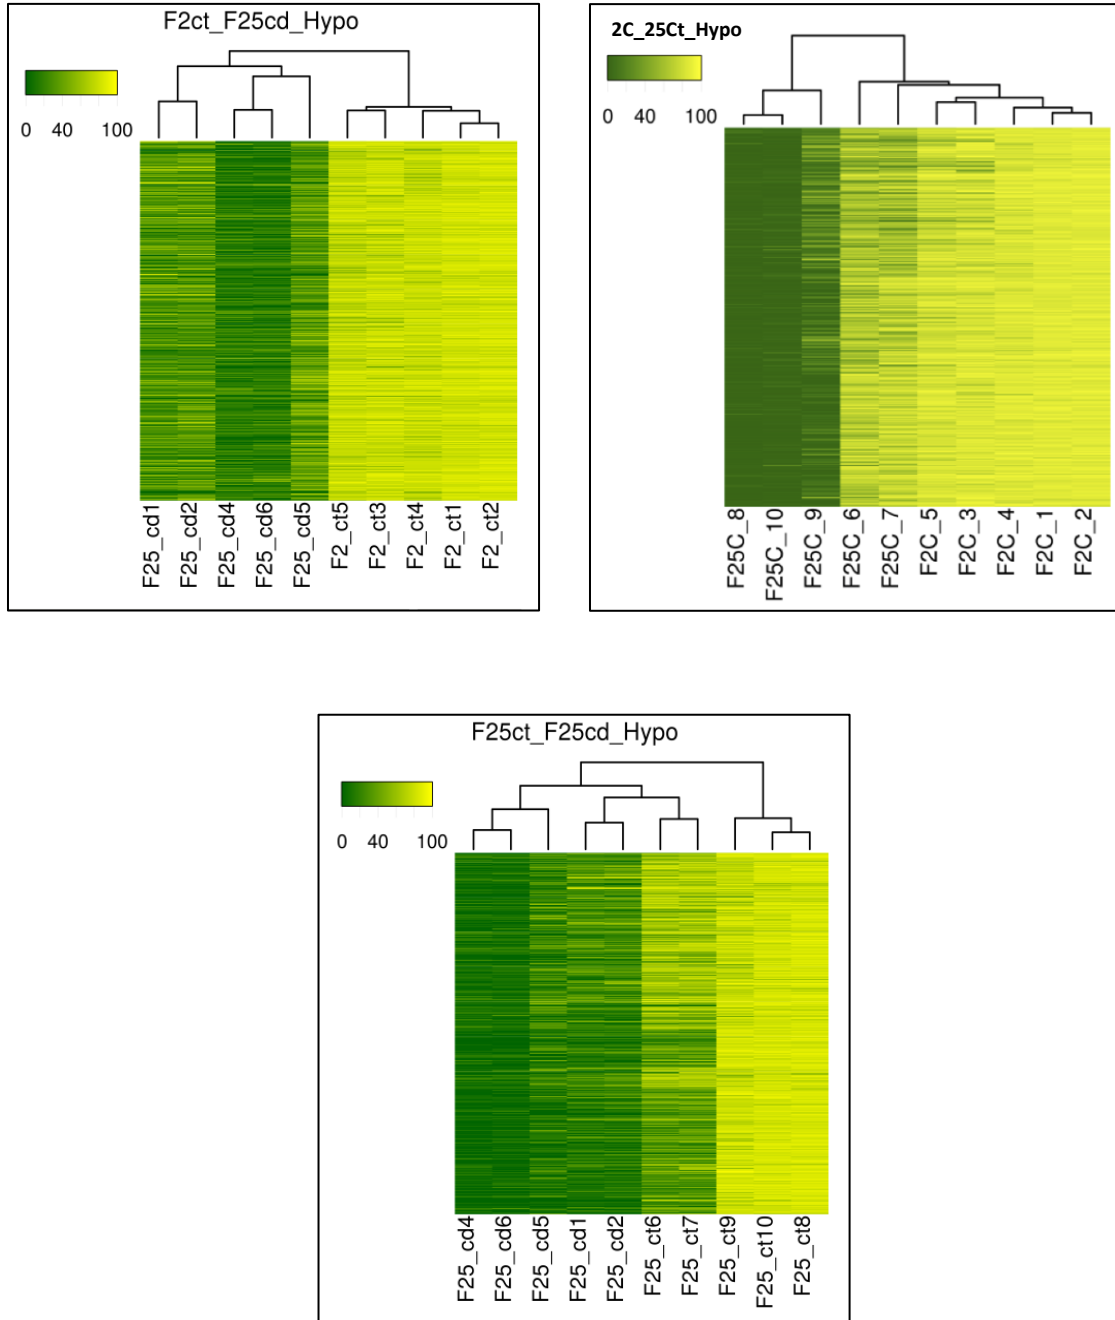 F2ct_F25cd_Hypo
0 40 100
F25_cd1
F25_cd2
F25_cd4
F25_cd6
F25_cd5
F2_ct5
F2_ct3
F2_ct4
F2_ct1
F2_ct2
2C_25Ct_Hypo
0 40 100
F25C_8
F25C_10
F25C_9
F25C_6
F25C_7
F2C_5
F2C_3
F2C_4
F2C_1
F2C_2
F25ct_F25cd_Hypo
0 40 100
F25_cd4
F25_cd6
F25_cd5
F25_cd1
F25_cd2
F25_ct6
F25_ct7
F25_ct9
F25_ct10
F25_ct8